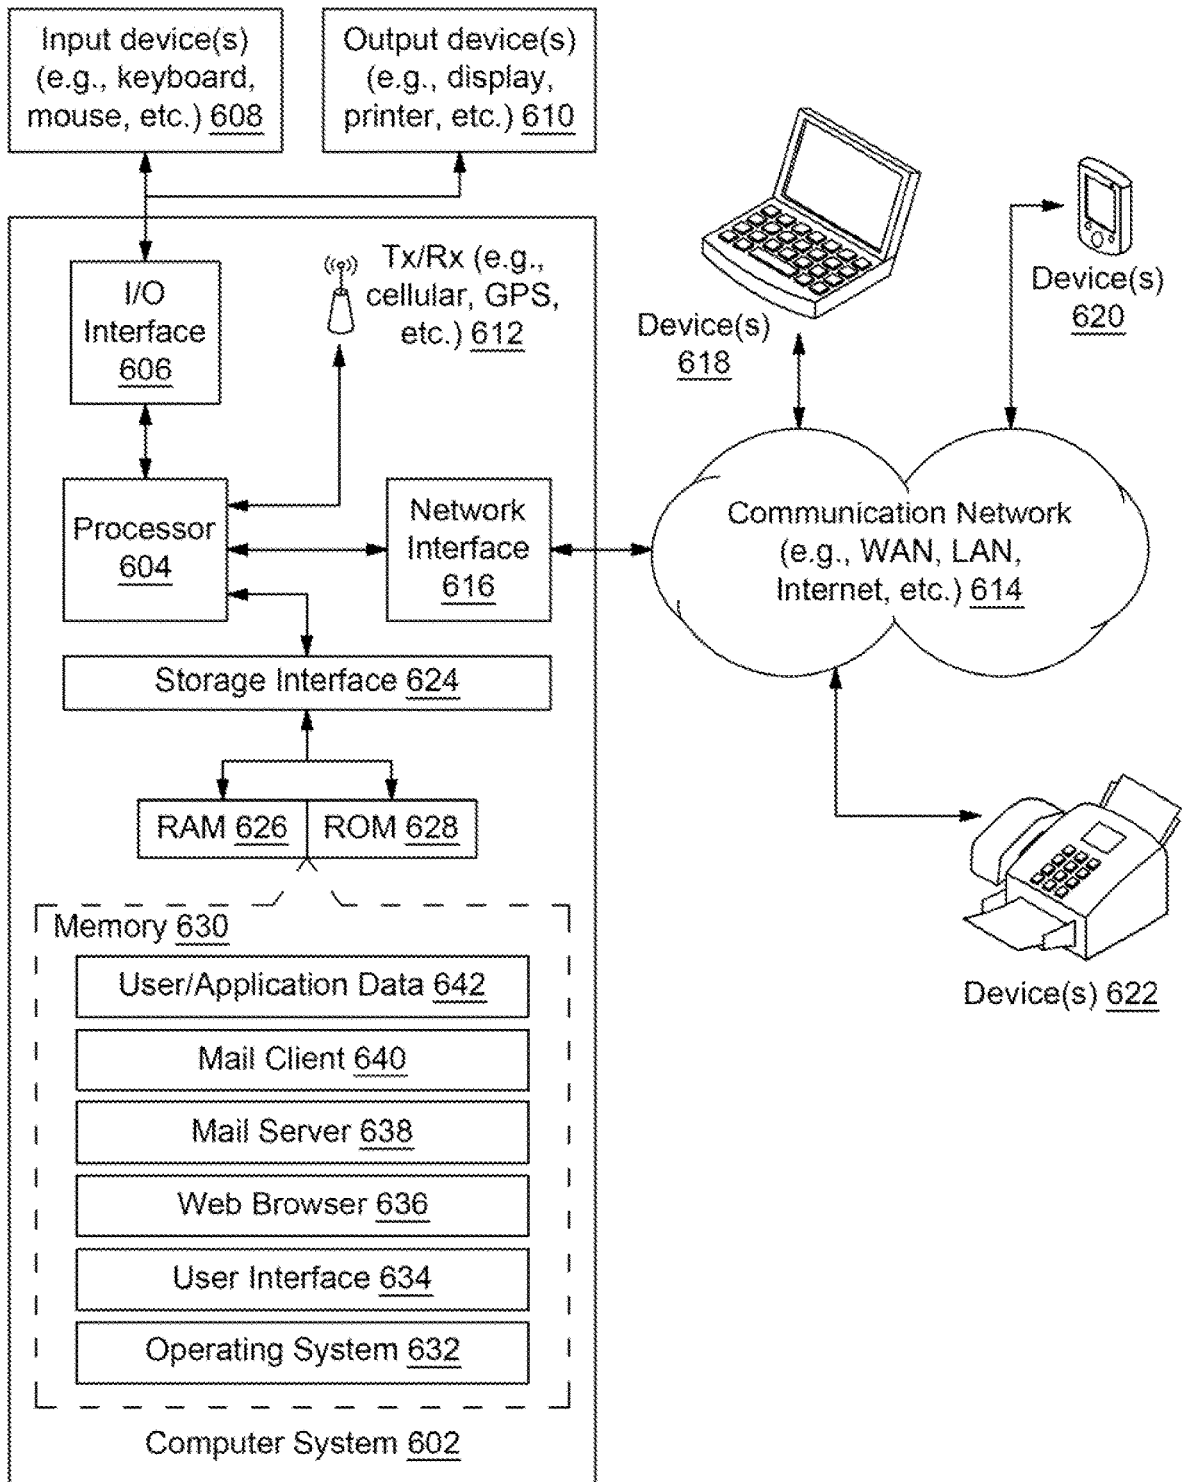 Input device(s)
(e.g., keyboard,
mouse, etc.) 608
Output device(s)
(e.g., display,
printer, etc.) 610
I/O
Interface
606
Tx/Rx (e.g.,
cellular, GPS,
etc.) 612
Device(s)
618
Device(s)
620
Processor
604
Network
Interface
616
Communication Network
(e.g., WAN, LAN,
Internet, etc.) 614
Storage Interface 624
RAM 626
ROM 628
Memory 630
User/Application Data 642
Mail Client 640
Mail Server 638
Web Browser 636
User Interface 634
Operating System 632
Device(s) 622
Computer System 602